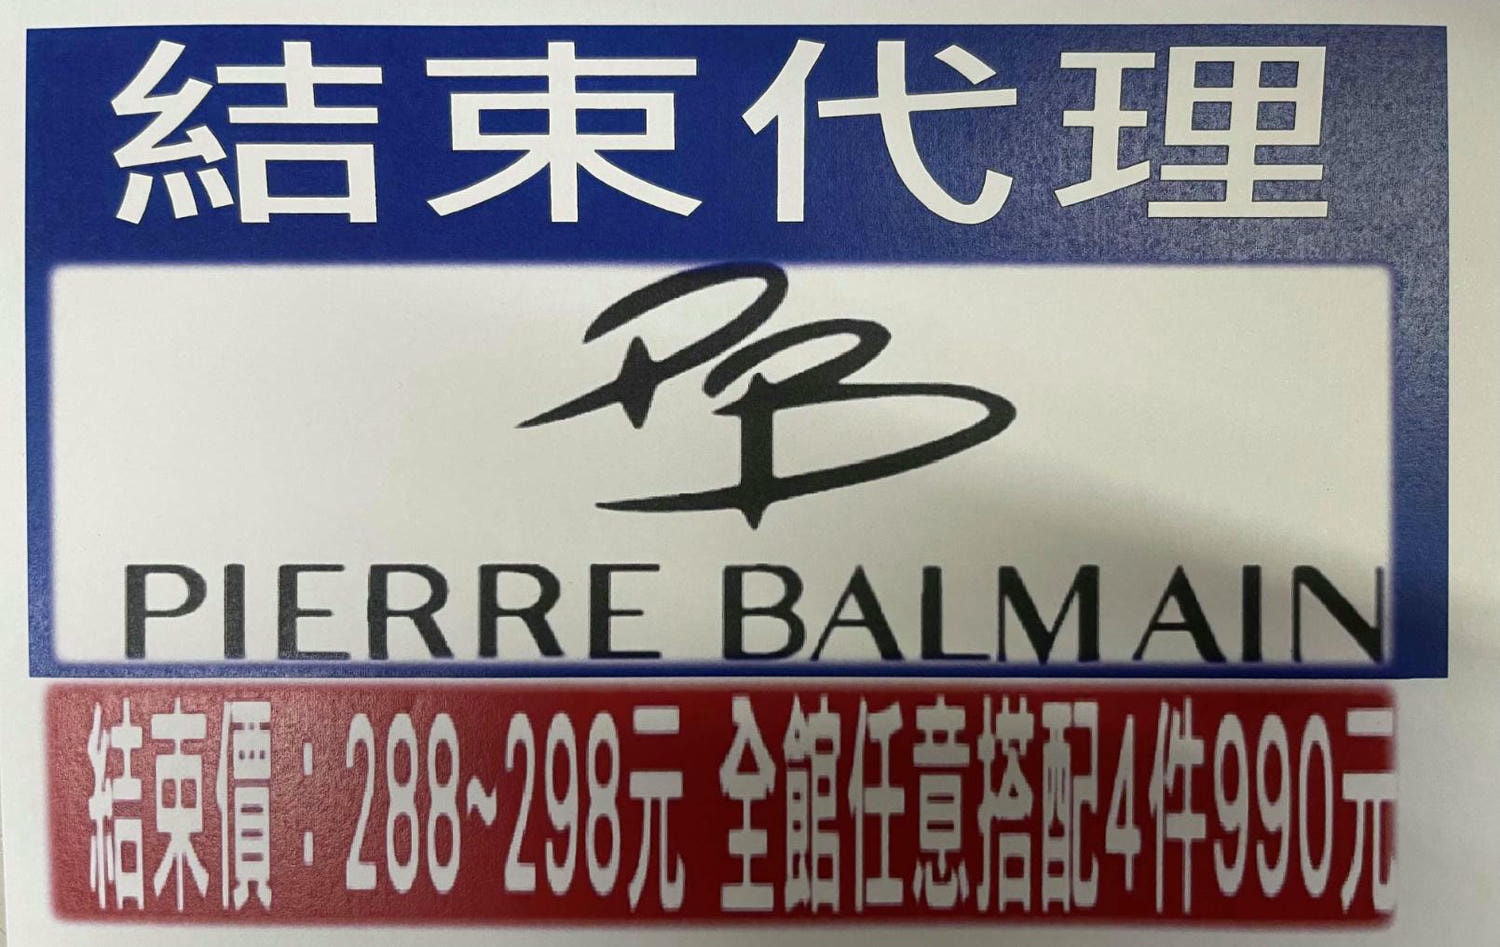 結束代理
PB
PIERRE BALMAIN
結束價：288~298元 全館任意搭配4件990元